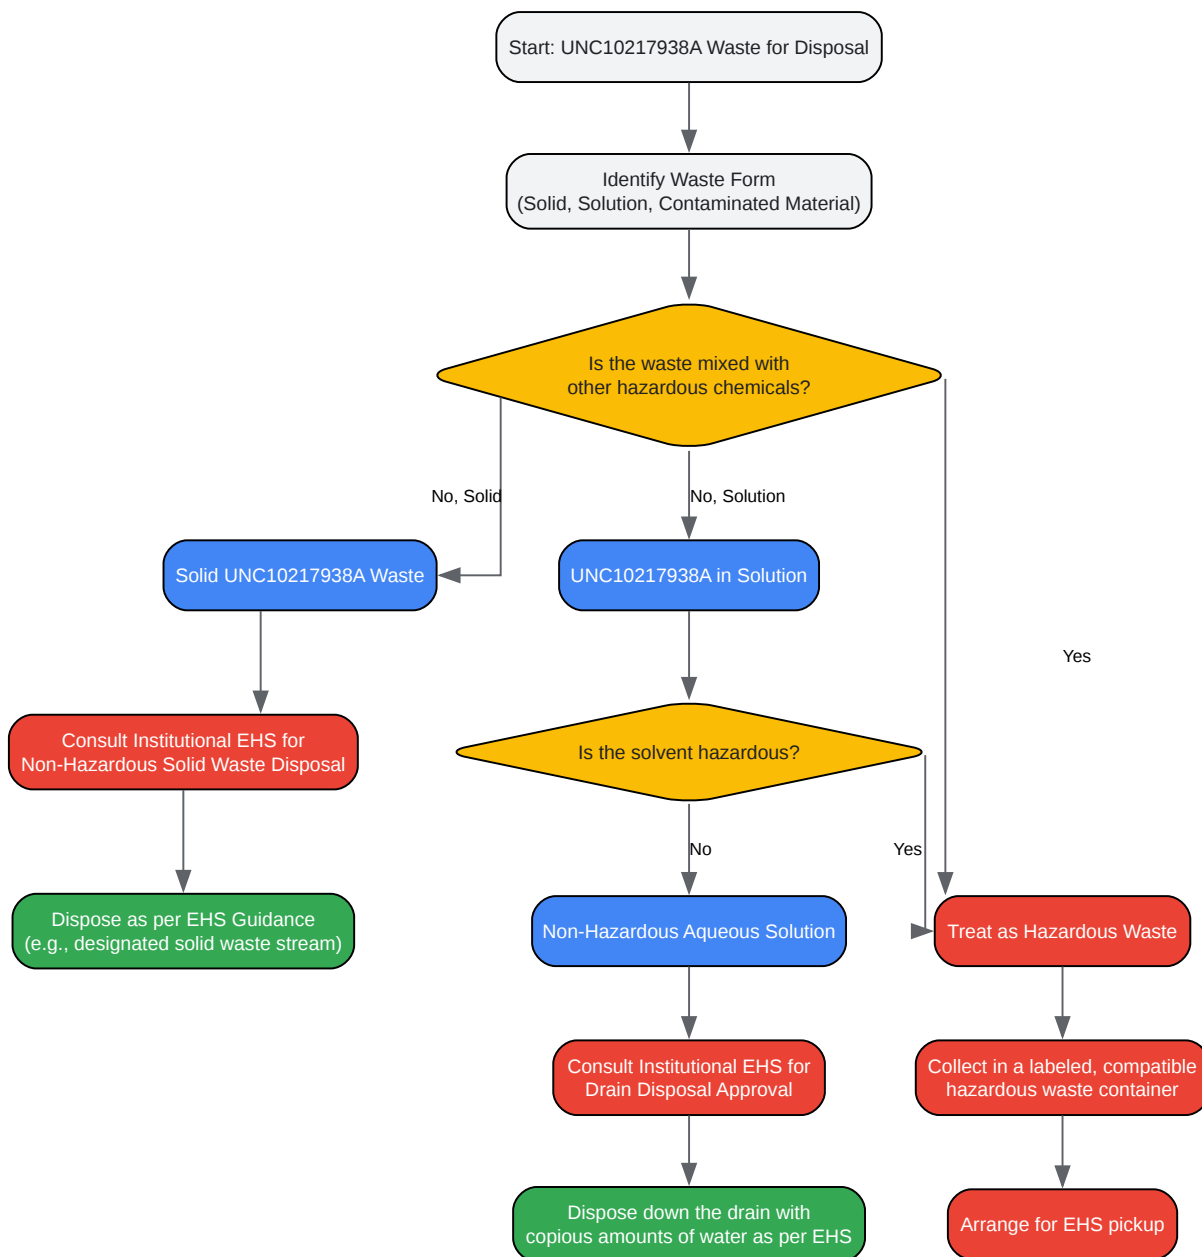 Start: UNC10217938A Waste for Disposal
Identify Waste Form
(Solid, Solution, Contaminated Material)
Is the waste mixed with
other hazardous chemicals?
No, Solid
No, Solution
Solid UNC10217938A Waste
UNC10217938A in Solution
Yes
Consult Institutional EHS for
Non-Hazardous Solid Waste Disposal
Is the solvent hazardous?
No
Yes
Dispose as per EHS Guidance
(e.g., designated solid waste stream)
Non-Hazardous Aqueous Solution
Treat as Hazardous Waste
Consult Institutional EHS for
Drain Disposal Approval
Collect in a labeled, compatible
hazardous waste container
Dispose down the drain with
copious amounts of water as per EHS
Arrange for EHS pickup